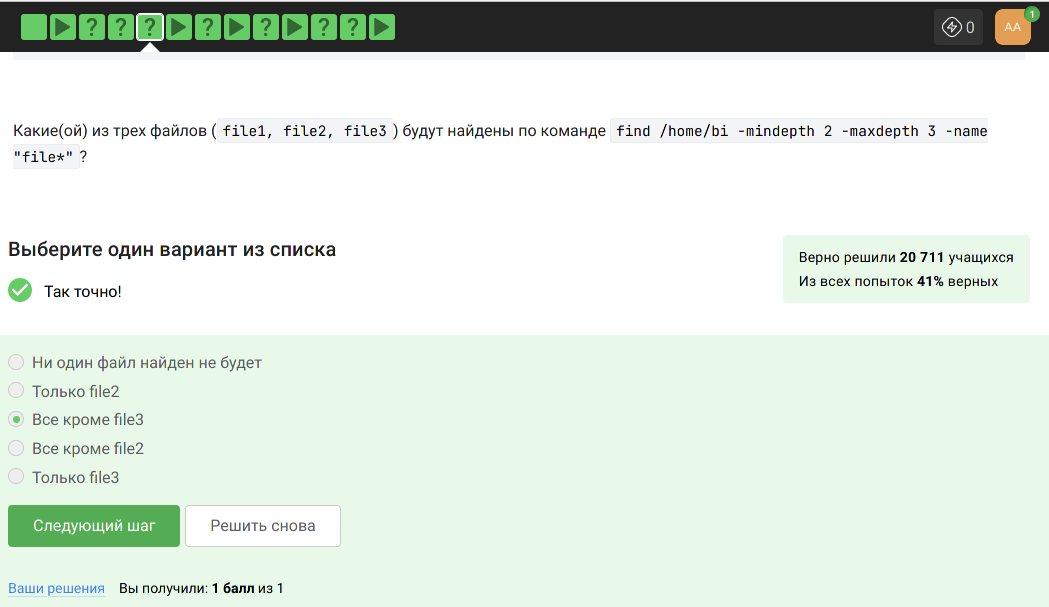 ? ? ? ? ? ? ?
0
AA
1
Какие(ой) из трех файлов ( file1, file2, file3 ) будут найдены по команде find /home/bi -mindepth 2 -maxdepth 3 -name
"file*" ?
Выберите один вариант из списка
Так точно!
Верно решили 20 711 учащихся
Из всех попыток 41% верных
Ни один файл найден не будет
Только file2
Все кроме file3
Все кроме file2
Только file3
Следующий шаг
Решить снова
Ваши решения Вы получили: 1 балл из 1